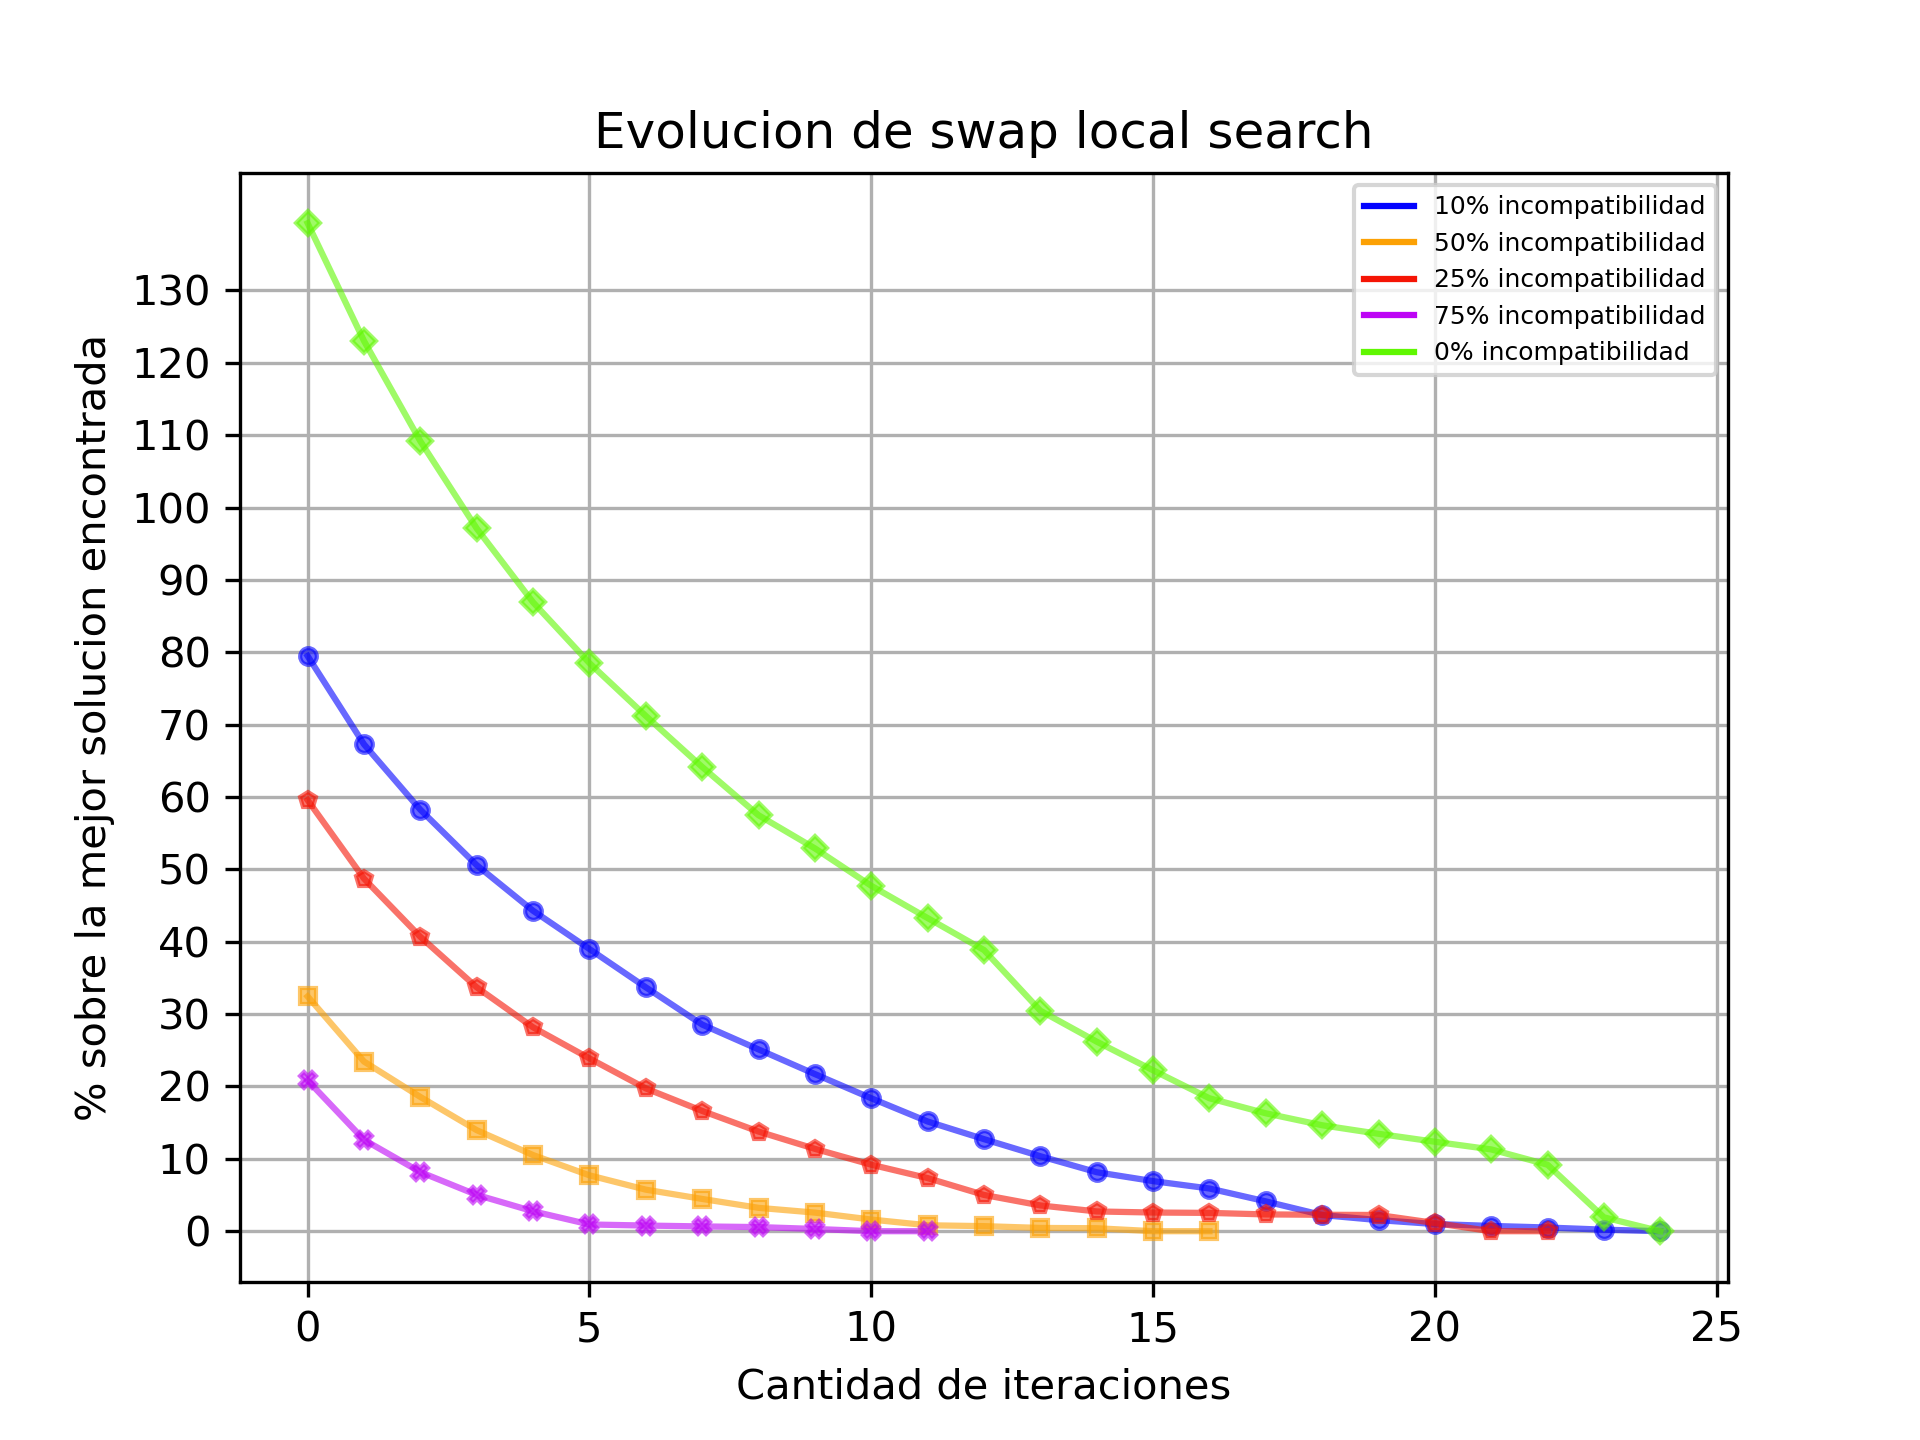 Evolucion de swap local search
10% incompatibilidad
50% incompatibilidad
25% incompatibilidad
75% incompatibilidad
0% incompatibilidad
% sobre la mejor solucion encontrada
130
120
110
100
90
80
70
60
50
40
30
20
10
0
0 5 10 15 20 25
Cantidad de iteraciones